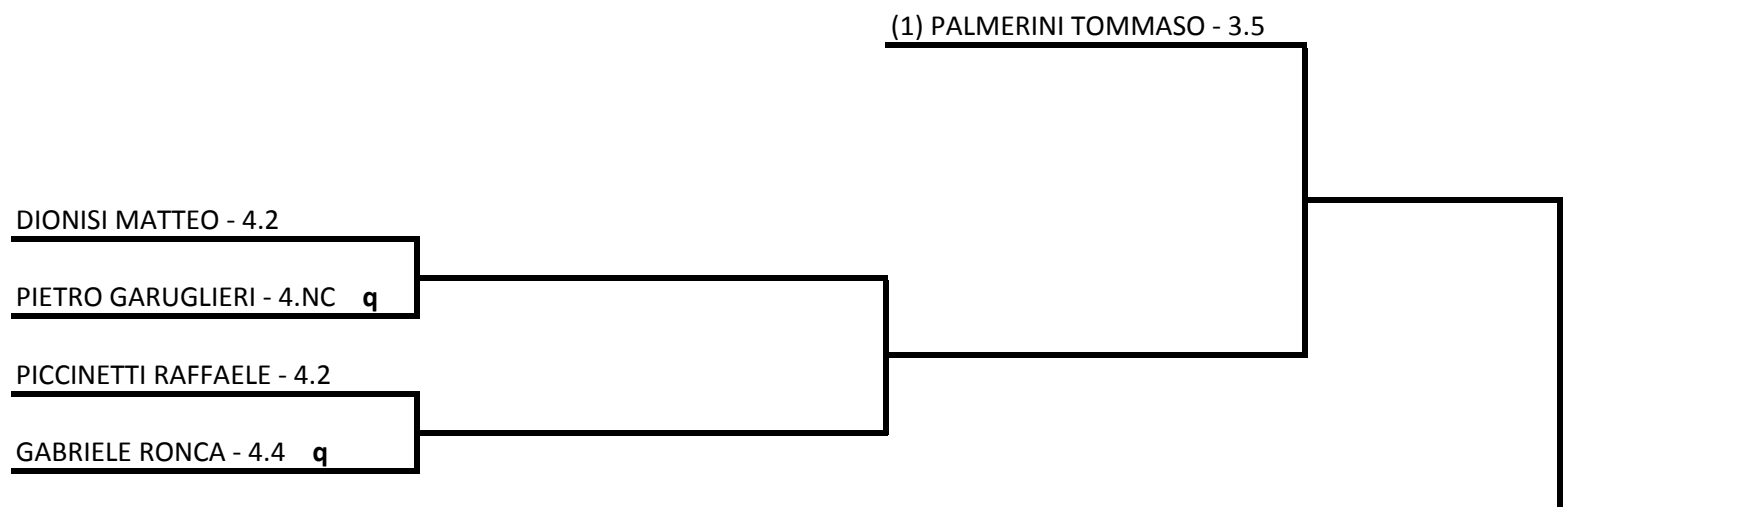 (1) PALMERINI TOMMASO - 3.5
DIONISI MATTEO - 4.2
PIETRO GARUGLIERI - 4.NC q
PICCINETTI RAFFAELE - 4.2
GABRIELE RONCA - 4.4 q